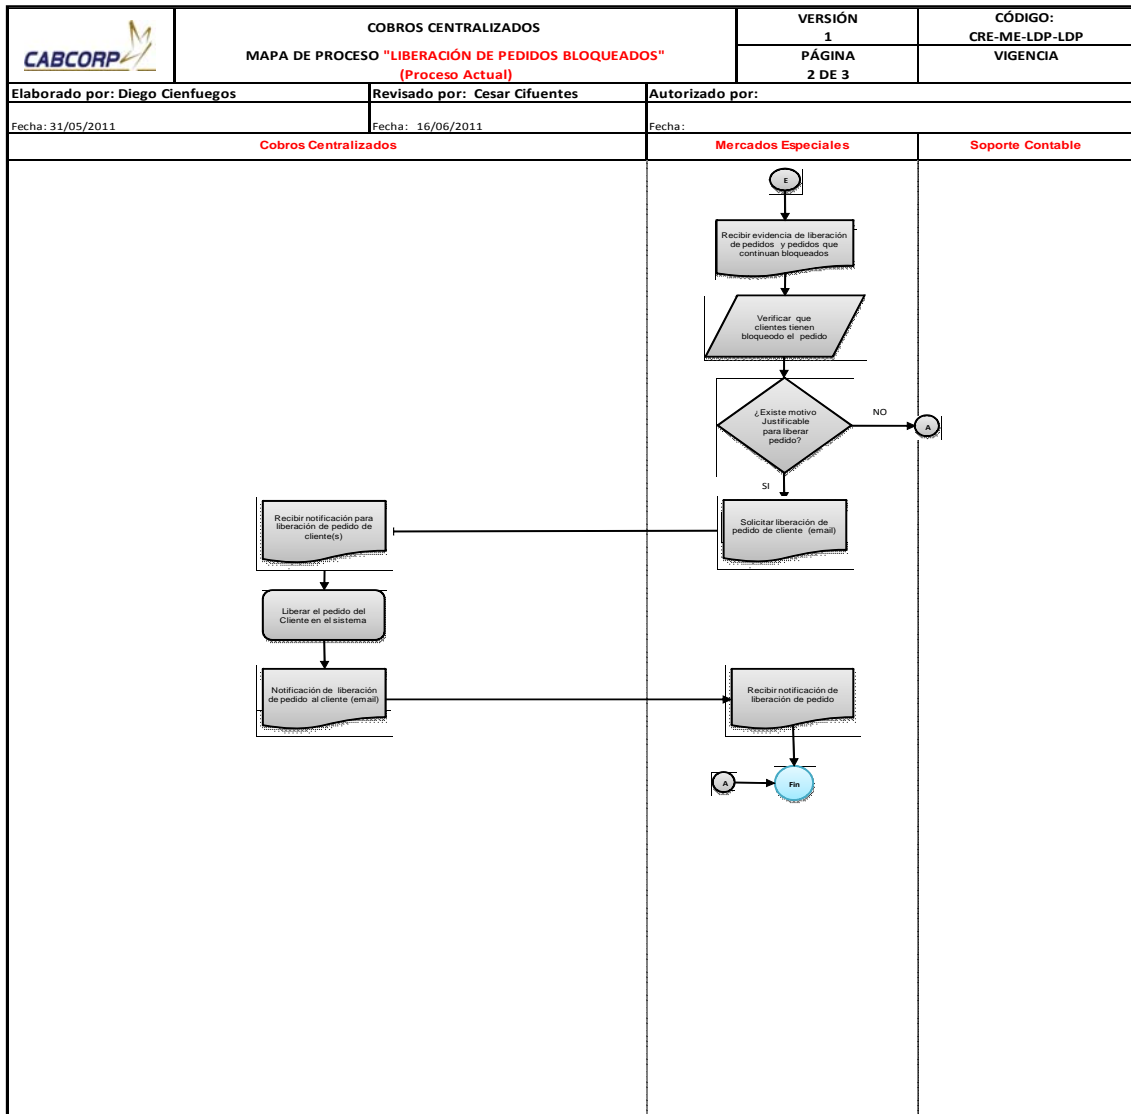 CABCORP
COBROS CENTRALIZADOS
MAPA DE PROCESO "LIBERACIÓN DE PEDIDOS BLOQUEADOS"
(Proceso Actual)
VERSIÓN
1
CÓDIGO:
CRE-ME-LDP-LDP
PÁGINA
2 DE 3
VIGENCIA
Elaborado por: Diego Cienfuegos
Revisado por: Cesar Cifuentes
Autorizado por:
Fecha: 31/05/2011
Fecha: 16/06/2011
Fecha:
Cobros Centralizados
Mercados Especiales
Soporte Contable
E
Recibir evidencia de liberación
de pedidos y pedidos que
continuan bloqueados
Verificar que
clientes tienen
bloqueodo el pedido
¿Existe motivo
Justificable
para liberar
pedido?
NO
A
SI
Solicitar liberación de
pedido de cliente (email)
Recibir notificación para
liberación de pedido de
cliente(s)
Liberar el pedido del
Cliente en el sistema
Notificación de liberación
de pedido al cliente (email)
Recibir notificación de
liberación de pedido
A
Fin